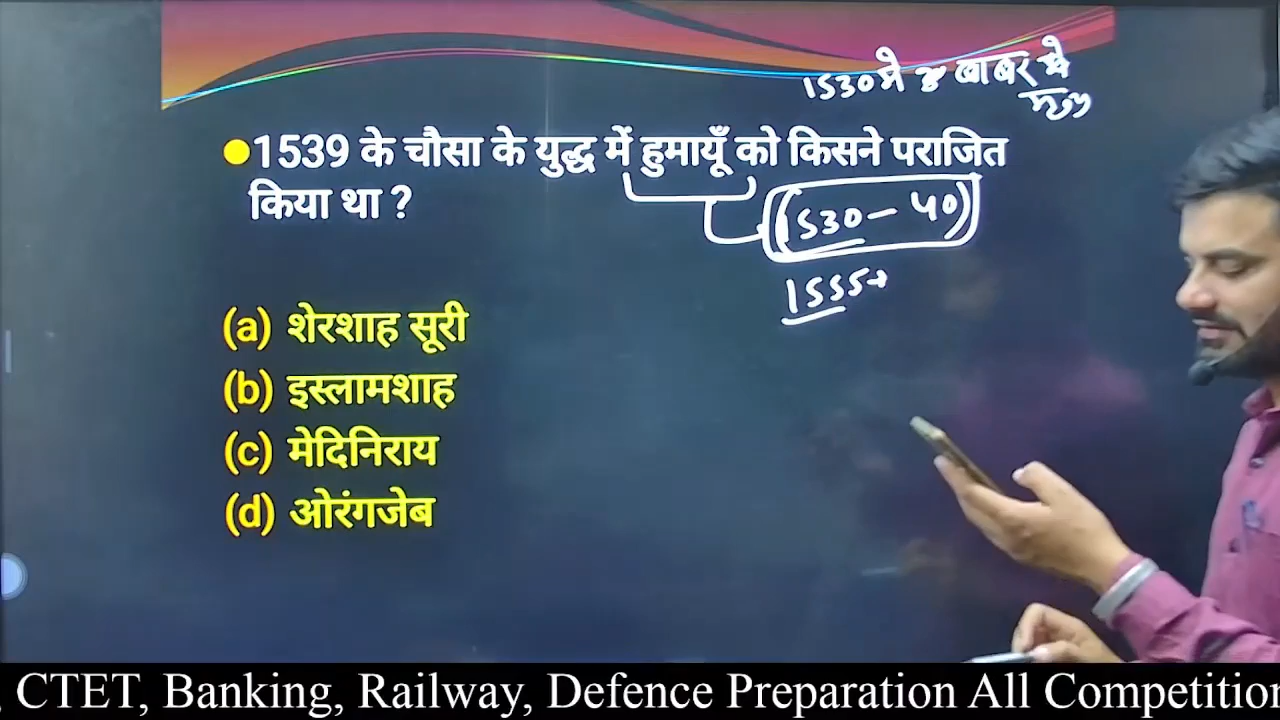 1530 में बाबर की
मृत्यु
●1539 के चौसा के युद्ध में हुमायूँ को किसने पराजित
किया था ?
(1530 - 40)
1555→
(a) शेरशाह सूरी
(b) इस्लामशाह
(c) मेदिनिराय
(d) ओरंगजेब
, CTET, Banking, Railway, Defence Preparation All Competition